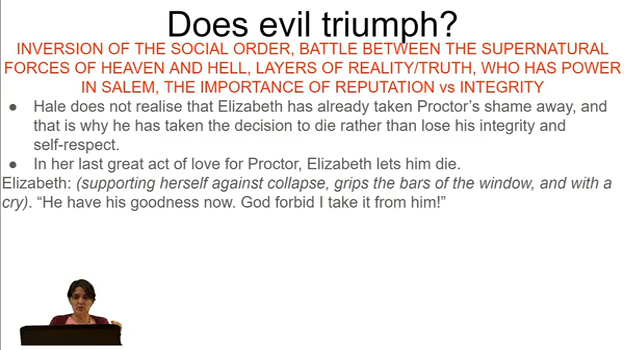 Does evil triumph?
INVERSION OF THE SOCIAL ORDER, BATTLE BETWEEN THE SUPERNATURAL
FORCES OF HEAVEN AND HELL, LAYERS OF REALITY/TRUTH, WHO HAS POWER
IN SALEM, THE IMPORTANCE OF REPUTATION vs INTEGRITY
● Hale does not realise that Elizabeth has already taken Proctor's shame away, and
that is why he has taken the decision to die rather than lose his integrity and
self-respect.
● In her last great act of love for Proctor, Elizabeth lets him die.
Elizabeth: (supporting herself against collapse, grips the bars of the window, and with a
cry). “He have his goodness now. God forbid I take it from him!”